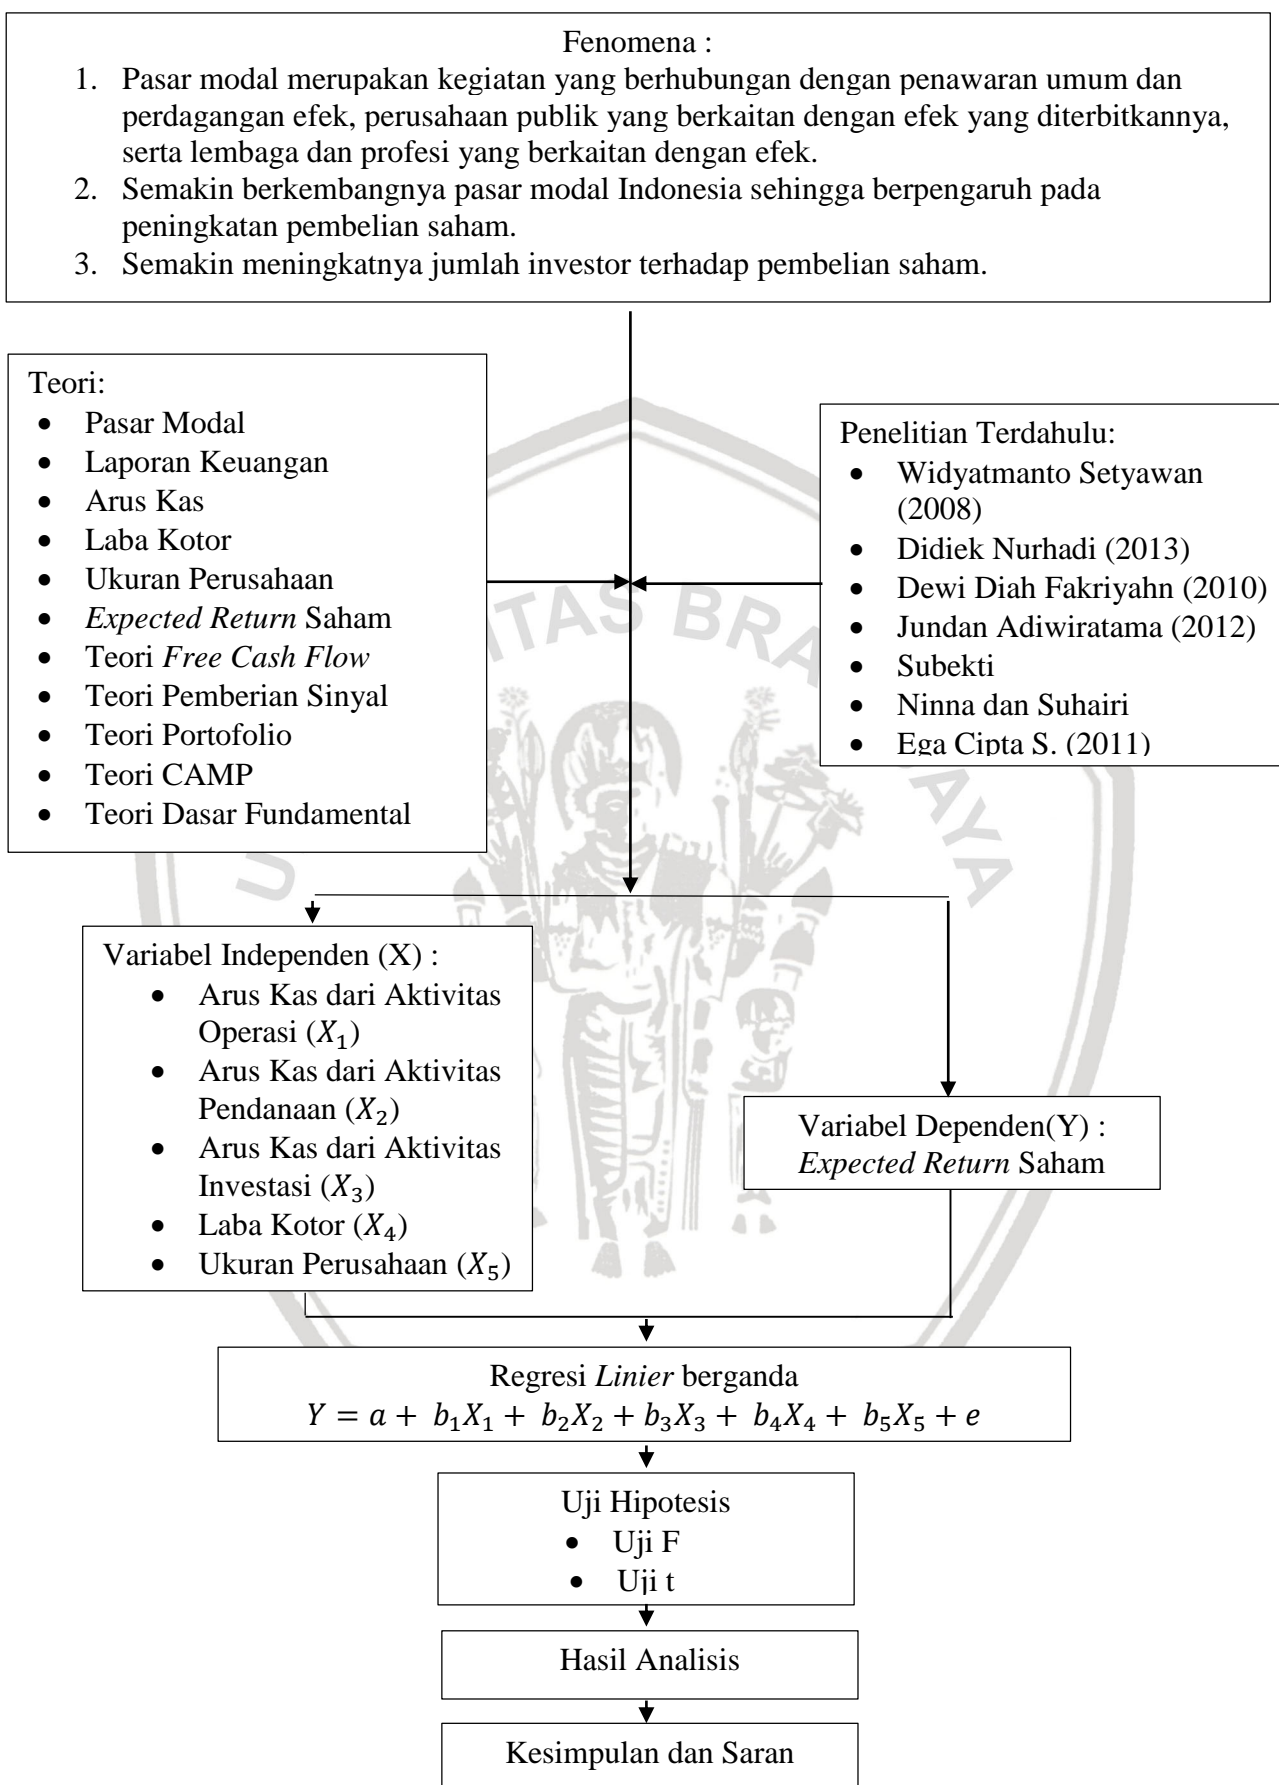 Fenomena :
1. Pasar modal merupakan kegiatan yang berhubungan dengan penawaran umum dan
perdagangan efek, perusahaan publik yang berkaitan dengan efek yang diterbitkannya,
serta lembaga dan profesi yang berkaitan dengan efek.
2. Semakin berkembangnya pasar modal Indonesia sehingga berpengaruh pada
peningkatan pembelian saham.
3. Semakin meningkatnya jumlah investor terhadap pembelian saham.
Teori:
• Pasar Modal
• Laporan Keuangan
• Arus Kas
• Laba Kotor
• Ukuran Perusahaan
• Expected Return Saham
• Teori Free Cash Flow
• Teori Pemberian Sinyal
• Teori Portofolio
• Teori CAMP
• Teori Dasar Fundamental
Penelitian Terdahulu:
• Widyatmanto Setyawan
(2008)
• Didiek Nurhadi (2013)
• Dewi Diah Fakriyahn (2010)
• Jundan Adiwiratama (2012)
• Subekti
• Ninna dan Suhairi
• Ega Cipta S. (2011)
U ITAS BRA AYA
Variabel Independen (X) :
• Arus Kas dari Aktivitas
Operasi (X₁)
• Arus Kas dari Aktivitas
Pendanaan (X₂)
• Arus Kas dari Aktivitas
Investasi (X₃)
• Laba Kotor (X₄)
• Ukuran Perusahaan (X₅)
Variabel Dependen(Y) :
Expected Return Saham
Regresi Linier berganda
Y = a + b₁X₁ + b₂X₂ + b₃X₃ + b₄X₄ + b₅X₅ + e
Uji Hipotesis
• Uji F
• Uji t
Hasil Analisis
Kesimpulan dan Saran